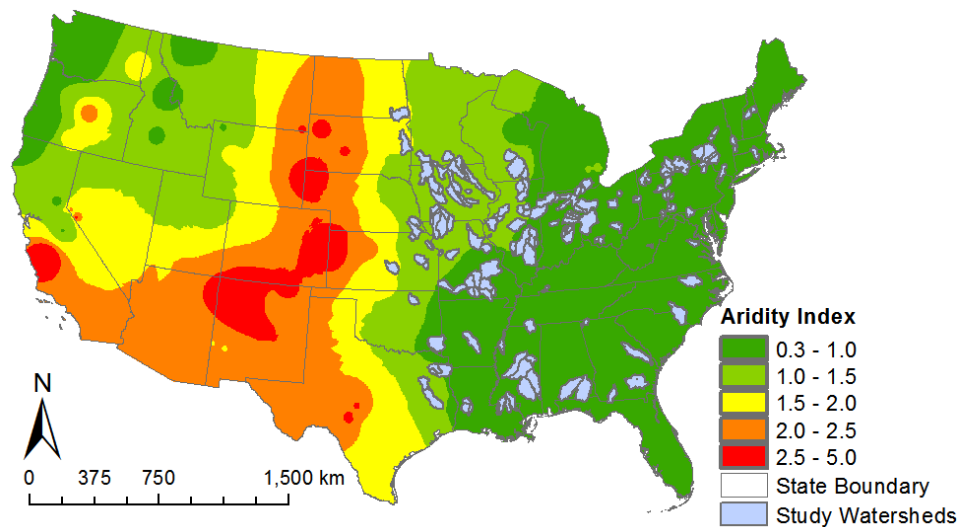 Aridity Index
0.3 - 1.0
1.0 - 1.5
1.5 - 2.0
2.0 - 2.5
2.5 - 5.0
State Boundary
Study Watersheds
N
0 375 750 1,500 km